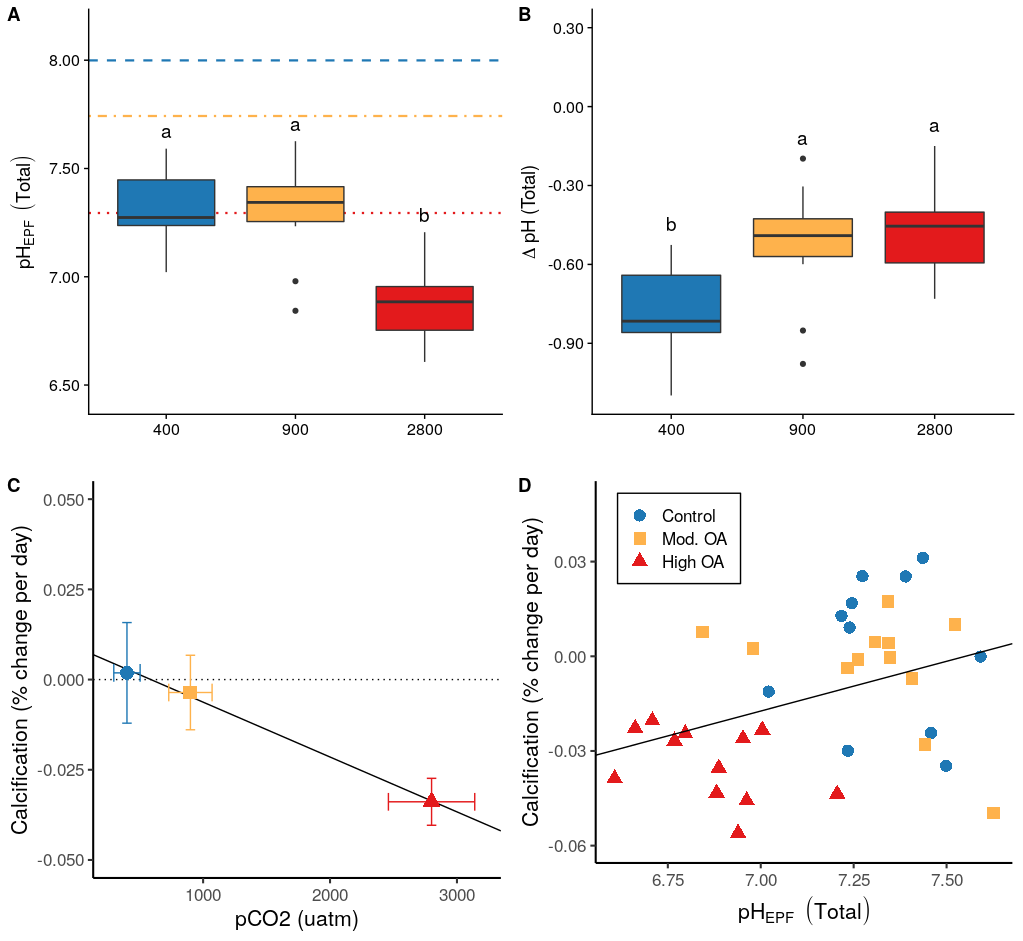 A
pH_EPF (Total)
8.00
7.50
7.00
6.50
a
a
b
400
900
2800
B
Δ pH (Total)
0.30
0.00
-0.30
-0.60
-0.90
b
a
a
400
900
2800
C
Calcification (% change per day)
0.050
0.025
0.000
-0.025
-0.050
1000
2000
3000
pCO2 (uatm)
D
Calcification (% change per day)
0.03
0.00
-0.03
-0.06
Control
Mod. OA
High OA
6.75
7.00
7.25
7.50
pH_EPF (Total)